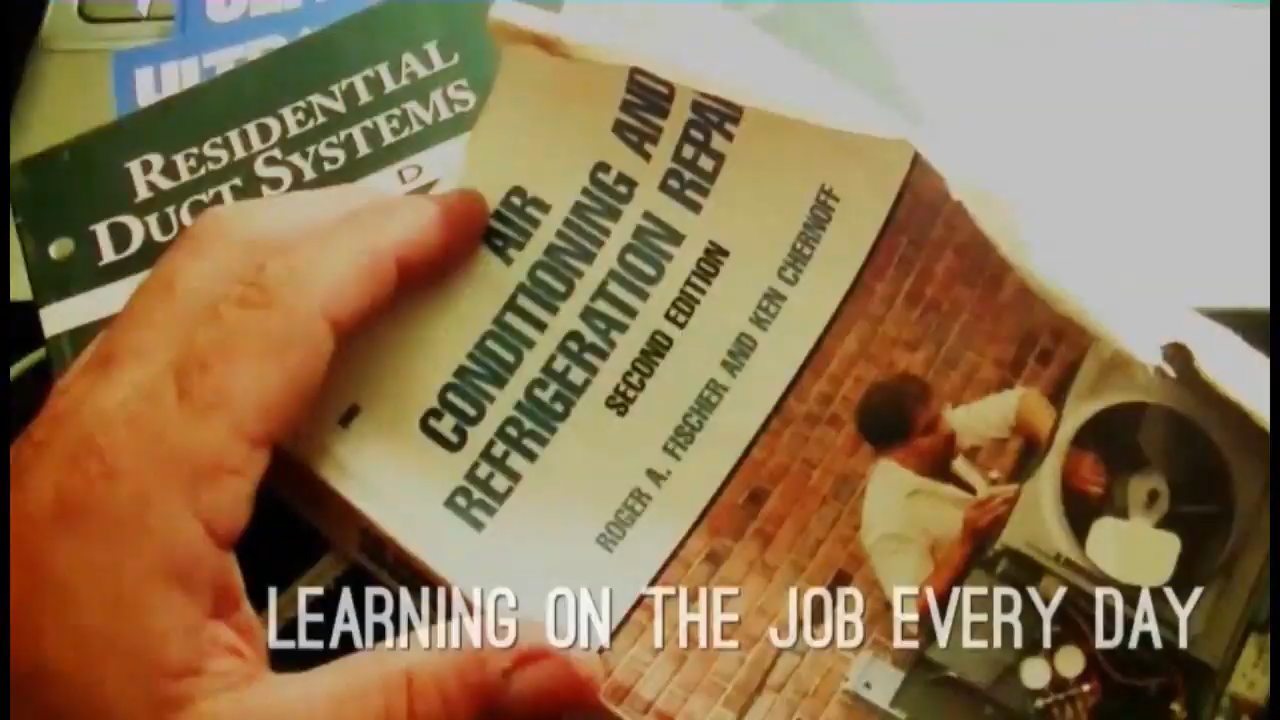 RESIDENTIAL
DUCT SYSTEMS
D
AIR
CONDITIONING AND
REFRIGERATION REPAI
SECOND EDITION
ROGER A. FISCHER AND KEN CHERNOFF
LEARNING ON THE JOB EVERY DAY